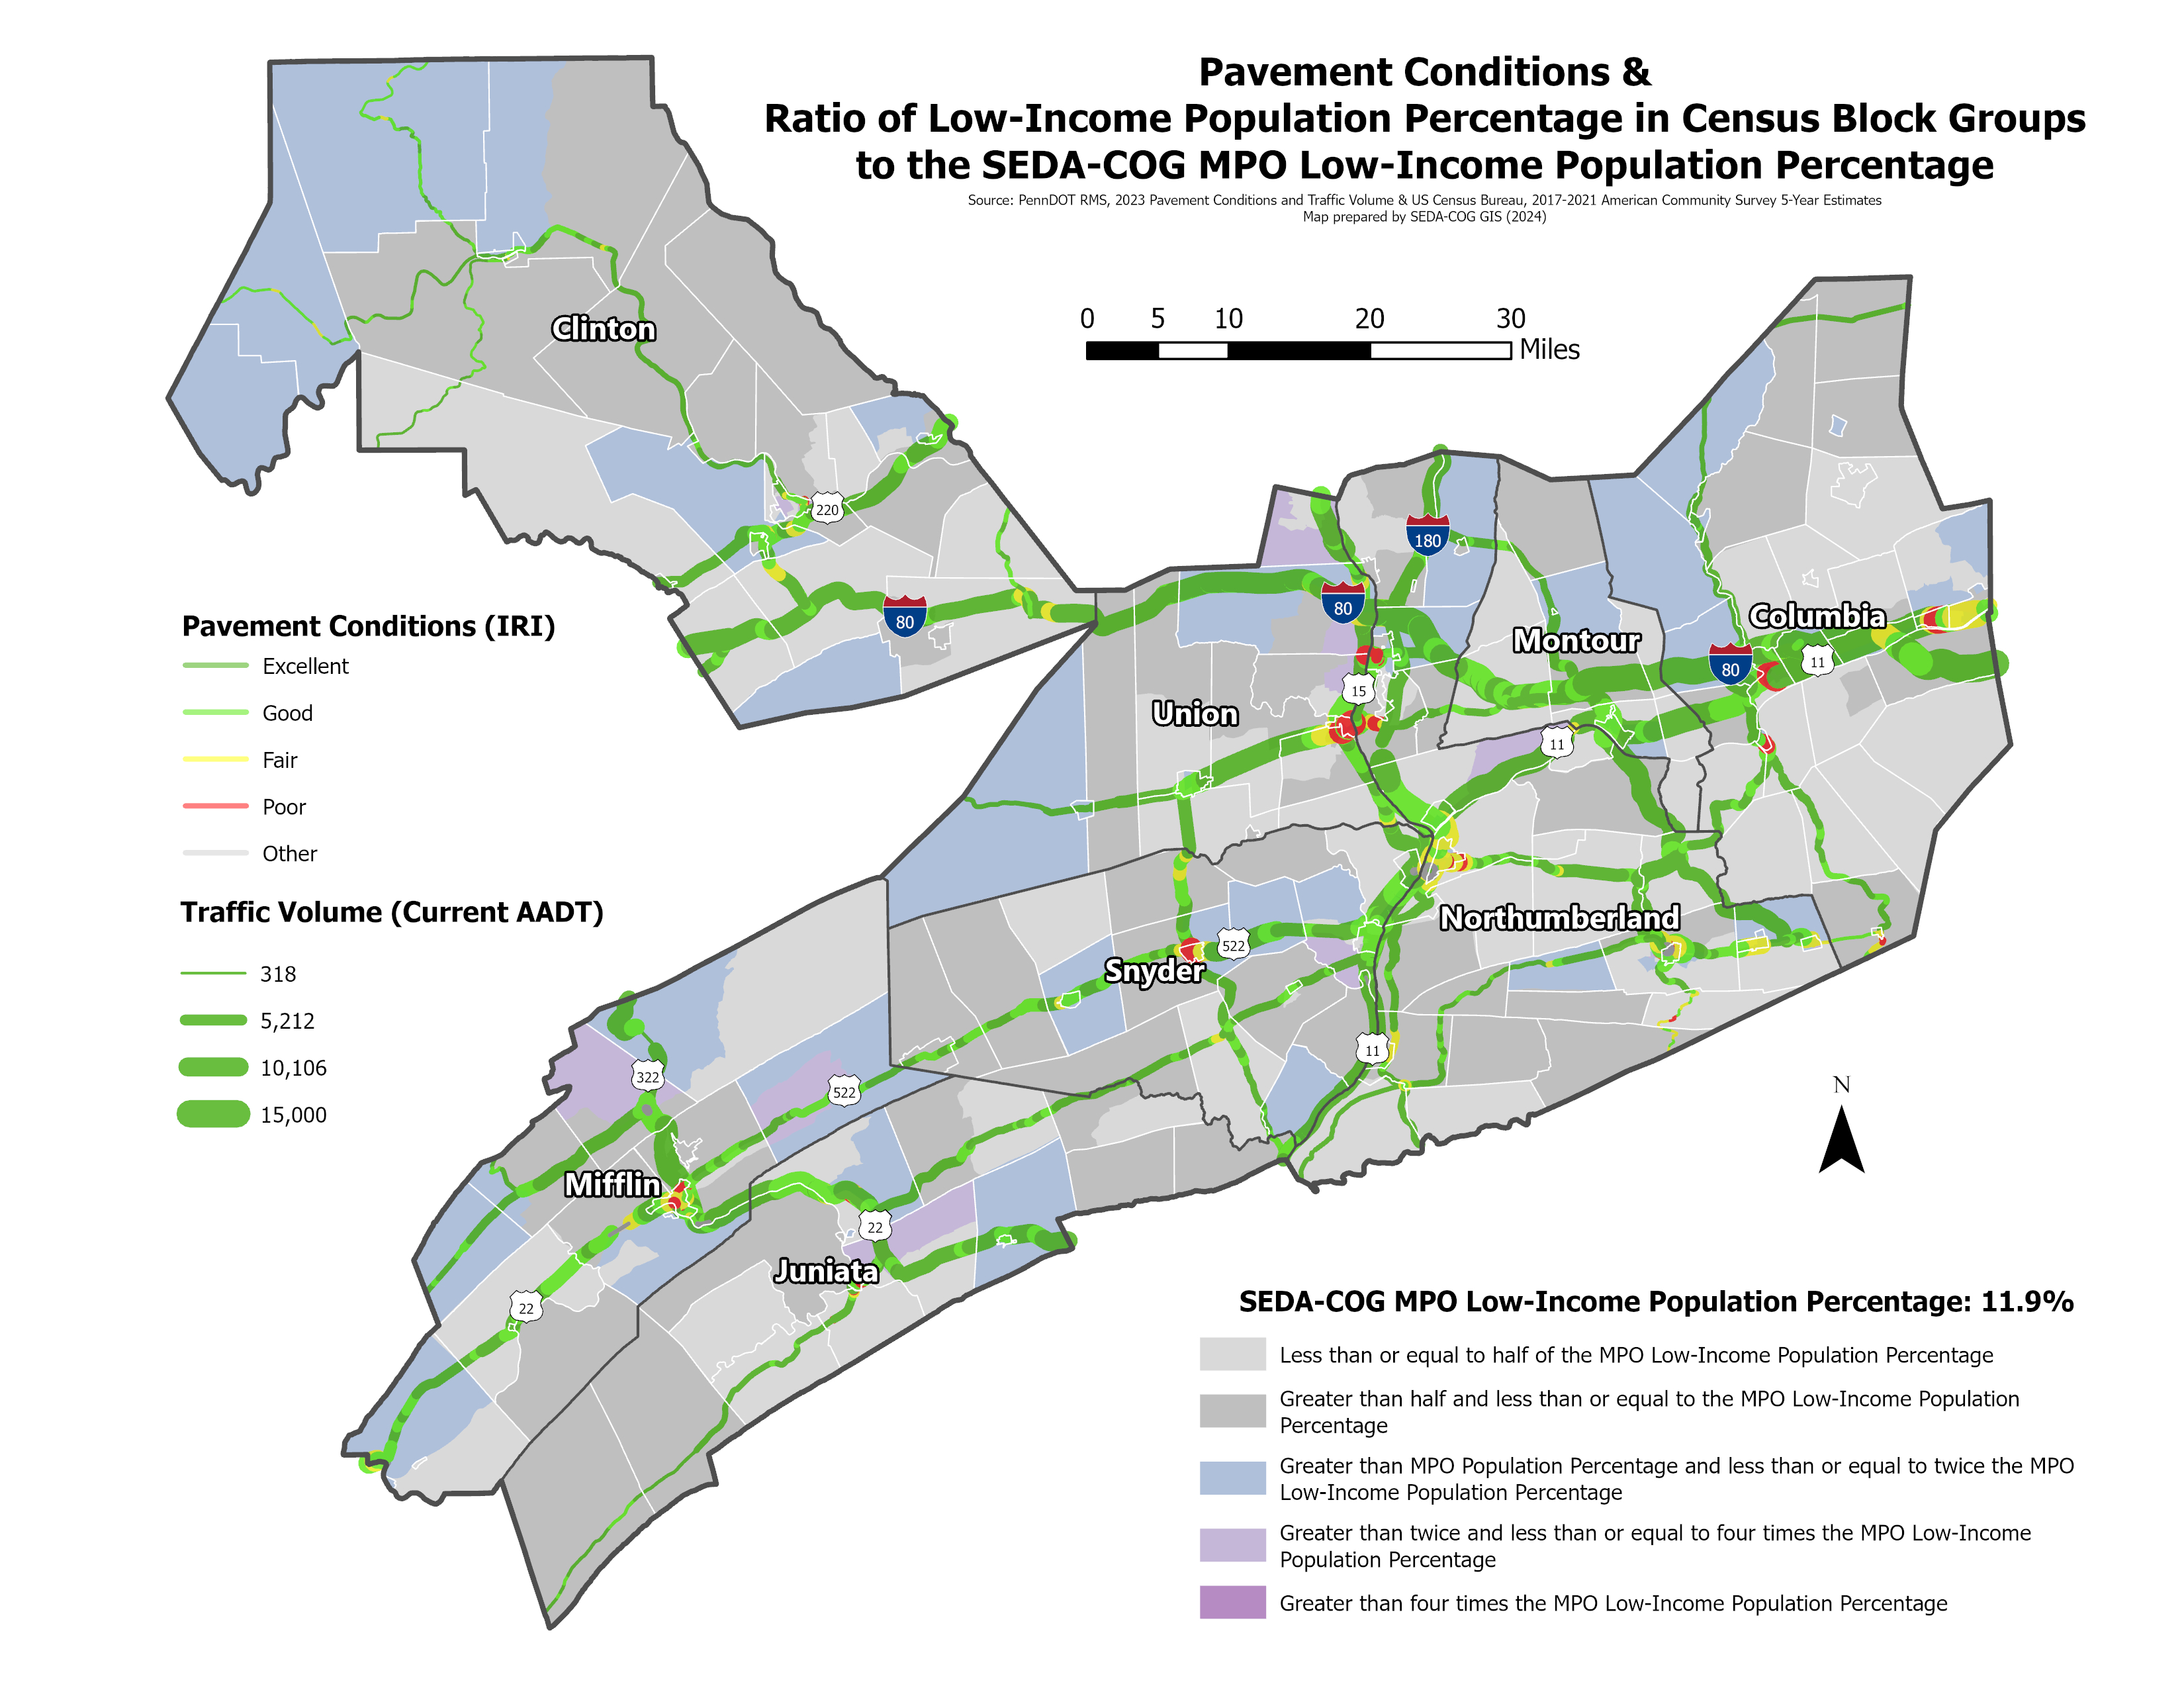 Pavement Conditions &
Ratio of Low-Income Population Percentage in Census Block Groups
to the SEDA-COG MPO Low-Income Population Percentage
Source: PennDOT RMS, 2023 Pavement Conditions and Traffic Volume & US Census Bureau, 2017-2021 American Community Survey 5-Year Estimates
Map prepared by SEDA-COG GIS (2024)
0 5 10 20 30
Miles
Clinton
220
180
80
80
Columbia
Montour
80
11
15
Union
11
Northumberland
522
Snyder
11
322
522
Mifflin
22
Juniata
22
N
Pavement Conditions (IRI)
Excellent
Good
Fair
Poor
Other
Traffic Volume (Current AADT)
318
5,212
10,106
15,000
SEDA-COG MPO Low-Income Population Percentage: 11.9%
Less than or equal to half of the MPO Low-Income Population Percentage
Greater than half and less than or equal to the MPO Low-Income Population
Percentage
Greater than MPO Population Percentage and less than or equal to twice the MPO
Low-Income Population Percentage
Greater than twice and less than or equal to four times the MPO Low-Income
Population Percentage
Greater than four times the MPO Low-Income Population Percentage